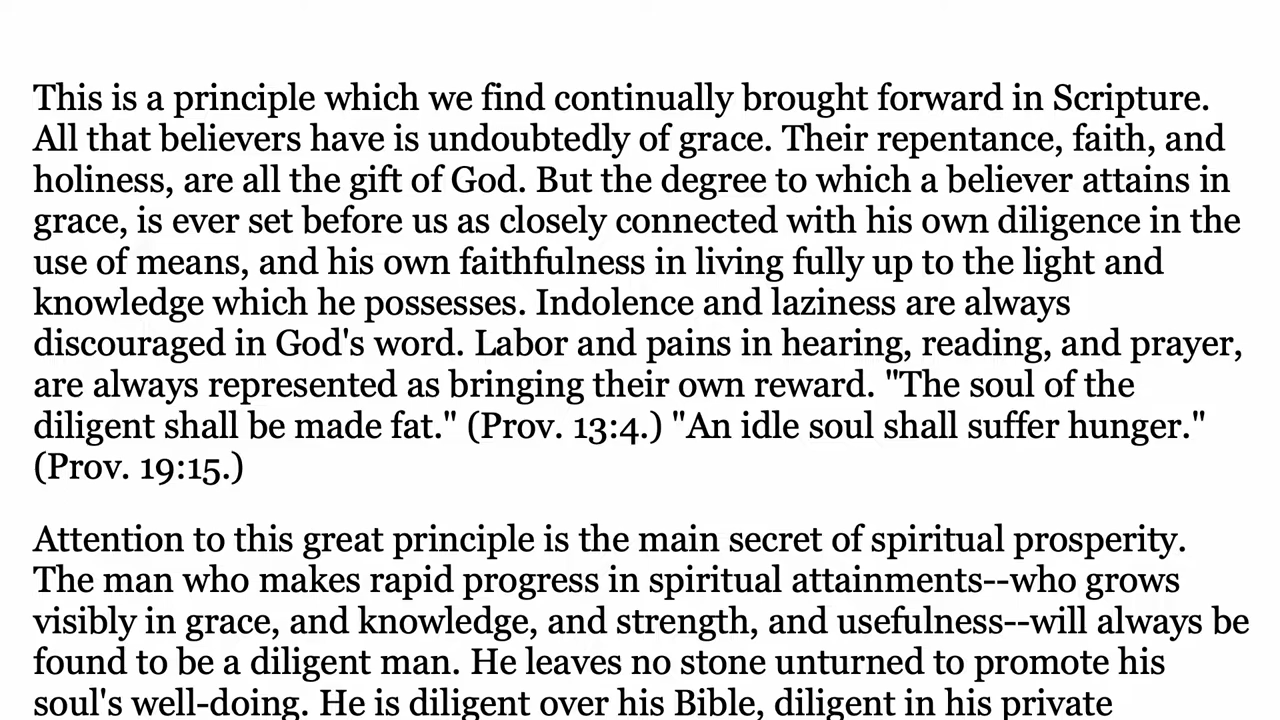 This is a principle which we find continually brought forward in Scripture.
All that believers have is undoubtedly of grace. Their repentance, faith, and
holiness, are all the gift of God. But the degree to which a believer attains in
grace, is ever set before us as closely connected with his own diligence in the
use of means, and his own faithfulness in living fully up to the light and
knowledge which he possesses. Indolence and laziness are always
discouraged in God's word. Labor and pains in hearing, reading, and prayer,
are always represented as bringing their own reward. "The soul of the
diligent shall be made fat." (Prov. 13:4.) "An idle soul shall suffer hunger."
(Prov. 19:15.)
Attention to this great principle is the main secret of spiritual prosperity.
The man who makes rapid progress in spiritual attainments--who grows
visibly in grace, and knowledge, and strength, and usefulness--will always be
found to be a diligent man. He leaves no stone unturned to promote his
soul's well-doing. He is diligent over his Bible, diligent in his private